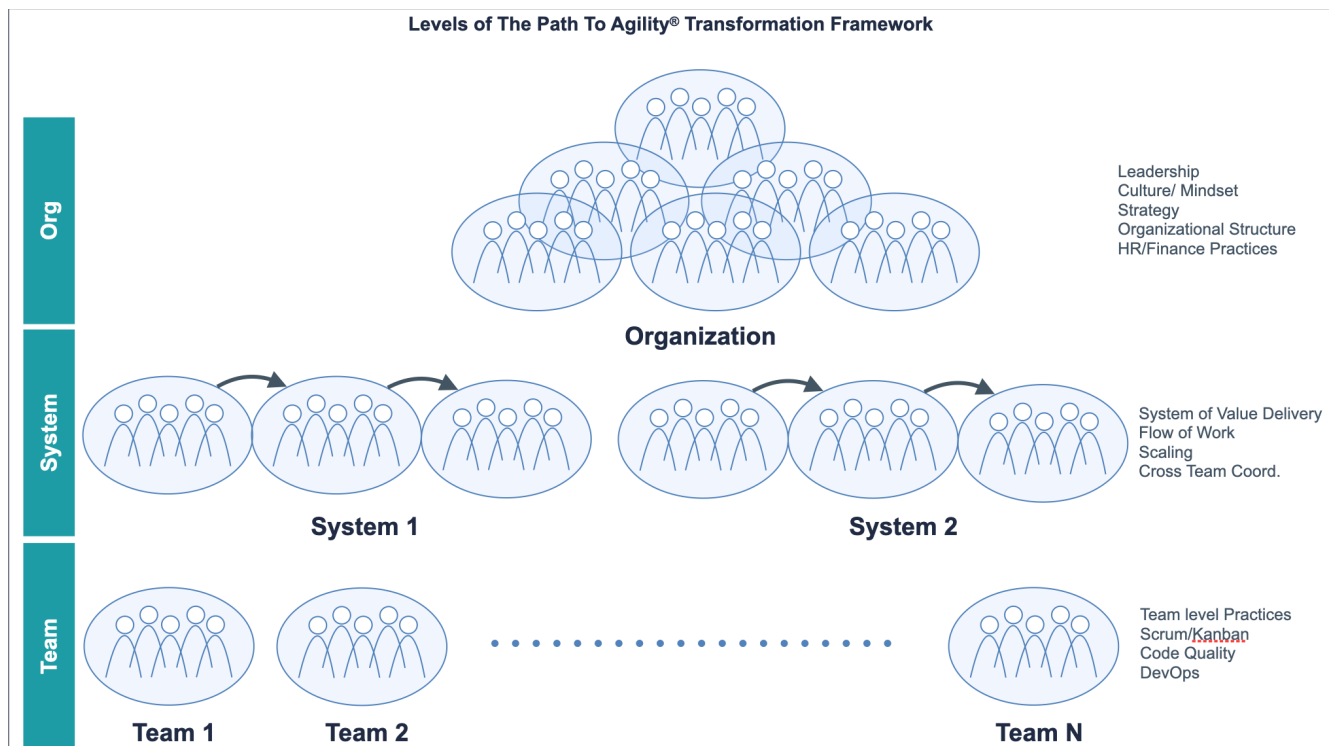 Levels of The Path To Agility® Transformation Framework
Org
Leadership
Culture/ Mindset
Strategy
Organizational Structure
HR/Finance Practices
Organization
System
System of Value Delivery
Flow of Work
Scaling
Cross Team Coord.
System 1
System 2
Team
Team level Practices
Scrum/Kanban
Code Quality
DevOps
Team 1
Team 2
Team N